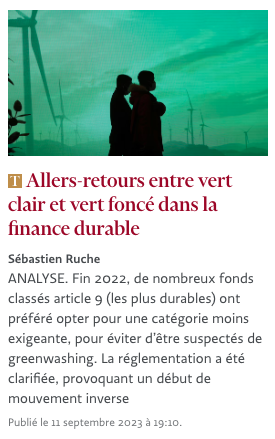 T Allers-retours entre vert
clair et vert foncé dans la
finance durable
Sébastien Ruche
ANALYSE. Fin 2022, de nombreux fonds
classés article 9 (les plus durables) ont
préféré opter pour une catégorie moins
exigeante, pour éviter d'être suspectés de
greenwashing. La réglementation a été
clarifiée, provoquant un début de
mouvement inverse
Publié le 11 septembre 2023 à 19:10.